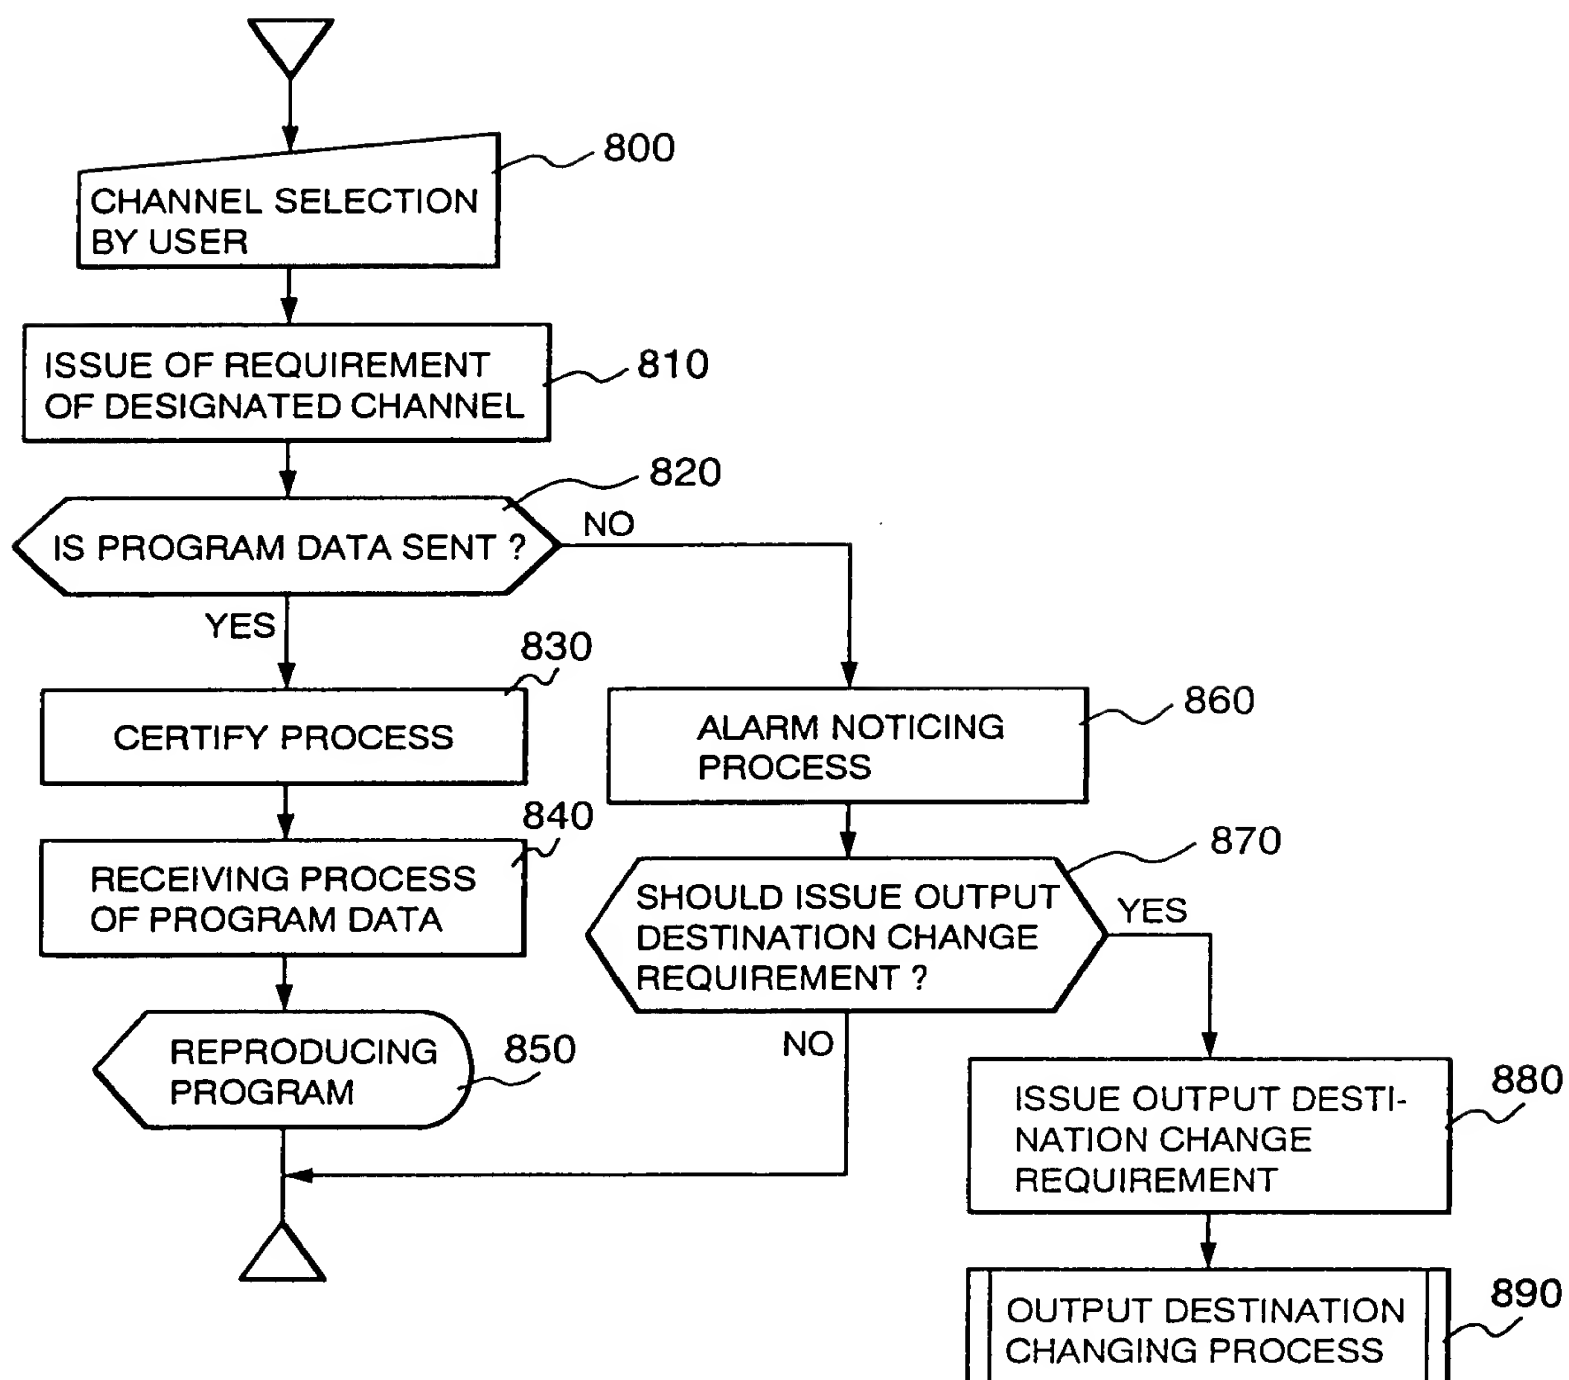 800
CHANNEL SELECTION
BY USER
ISSUE OF REQUIREMENT
OF DESIGNATED CHANNEL
810
820
IS PROGRAM DATA SENT ?
NO
YES
830
CERTIFY PROCESS
ALARM NOTICING
PROCESS
860
840
RECEIVING PROCESS
OF PROGRAM DATA
870
SHOULD ISSUE OUTPUT
DESTINATION CHANGE
REQUIREMENT ?
YES
NO
REPRODUCING
PROGRAM
850
880
ISSUE OUTPUT DESTI-
NATION CHANGE
REQUIREMENT
890
OUTPUT DESTINATION
CHANGING PROCESS